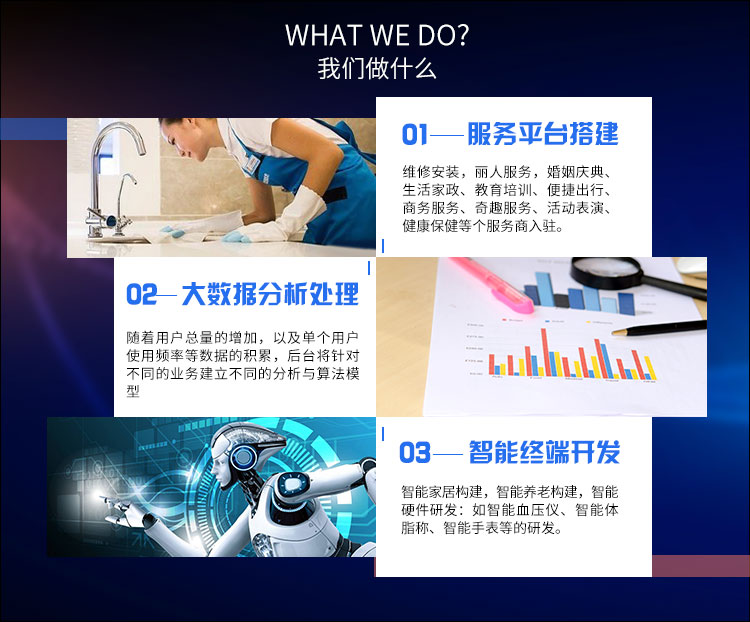 WHAT WE DO?
我们做什么
01—服务平台搭建
维修安装，丽人服务，婚姻庆典、
生活家政、教育培训、便捷出行、
商务服务、奇趣服务、活动表演、
健康保健等个服务商入驻。
02—大数据分析处理
随着用户总量的增加，以及单个用户
使用频率等数据的积累，后台将针对
不同的业务建立不同的分析与算法模
型
03—智能终端开发
智能家居构建，智能养老构建，智能
硬件研发：如智能血压仪、智能体
脂称、智能手表等的研发。